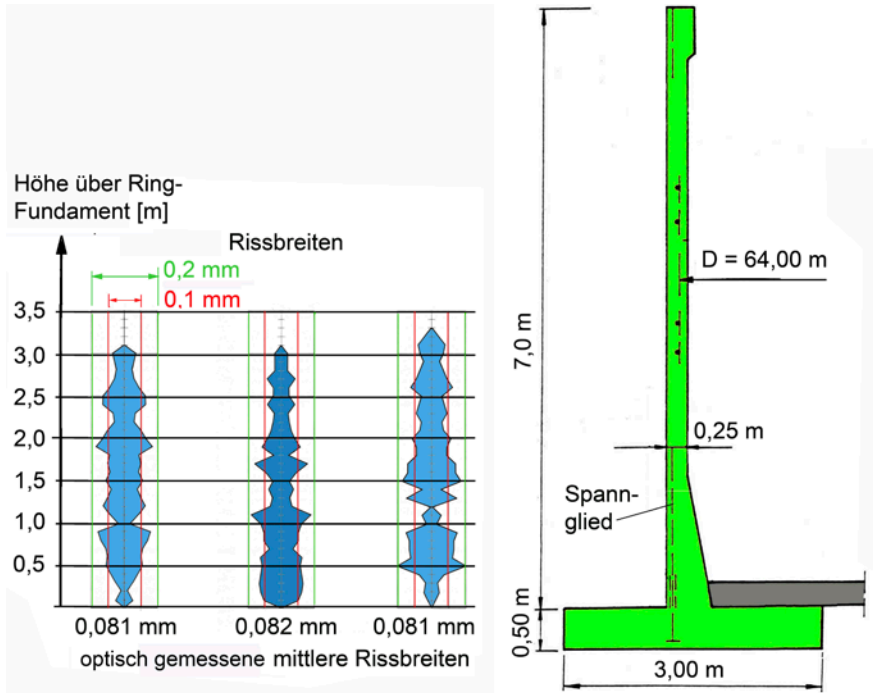 Höhe über Ring-
Fundament [m]
Rissbreiten
0,2 mm
0,1 mm
3,5
3,0
2,5
2,0
1,5
1,0
0,5
0,081 mm
0,082 mm
0,081 mm
optisch gemessene mittlere Rissbreiten
7,0 m
D = 64,00 m
0,25 m
Spann-
glied
0,50 m
3,00 m